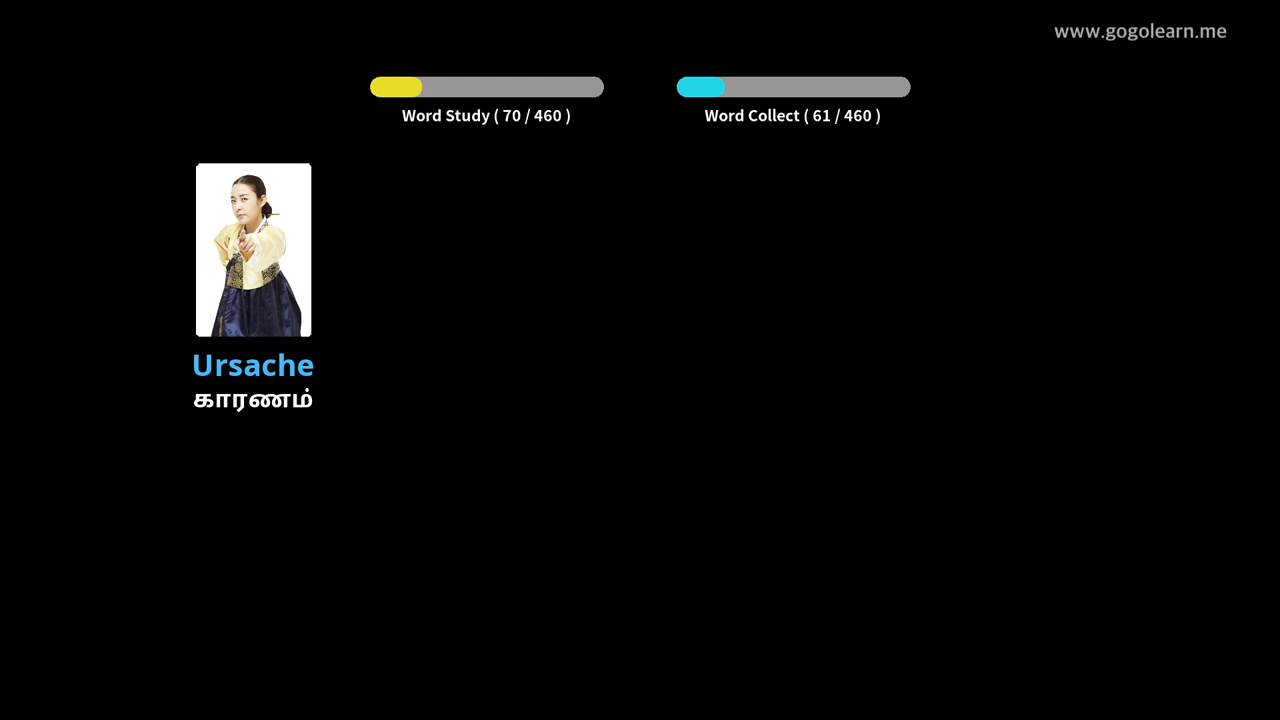 www.gogolearn.me
Word Study ( 70 / 460 )
Word Collect ( 61 / 460 )
Ursache
காரணம்